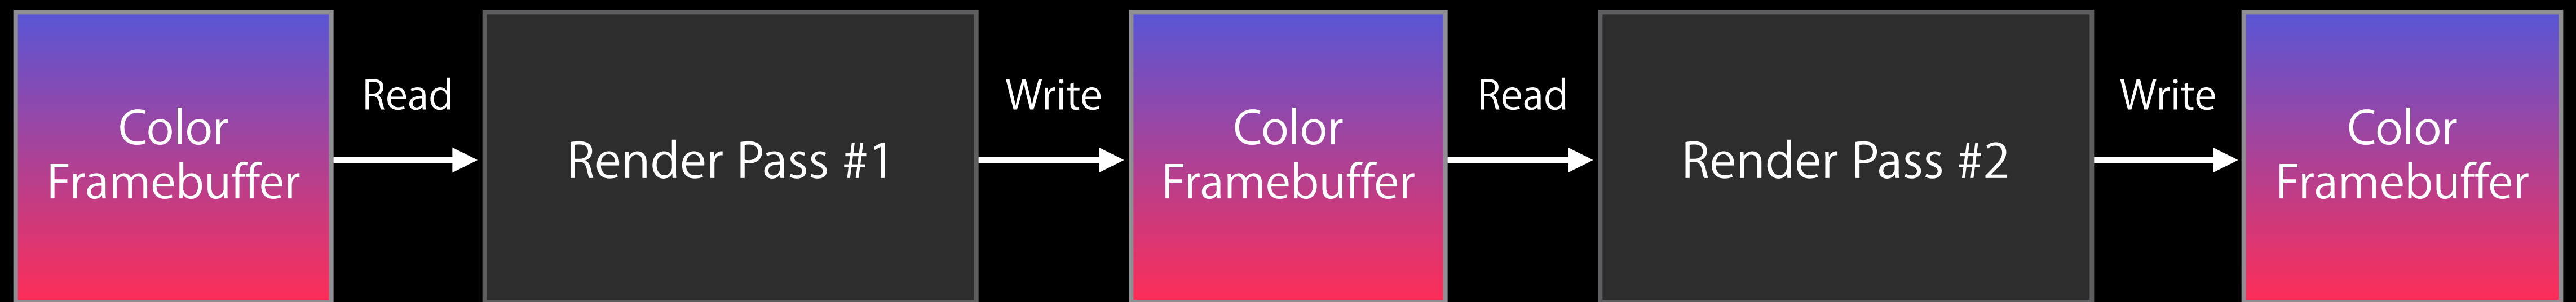 Color
Framebuffer
Read
Render Pass #1
Write
Color
Framebuffer
Read
Render Pass #2
Write
Color
Framebuffer